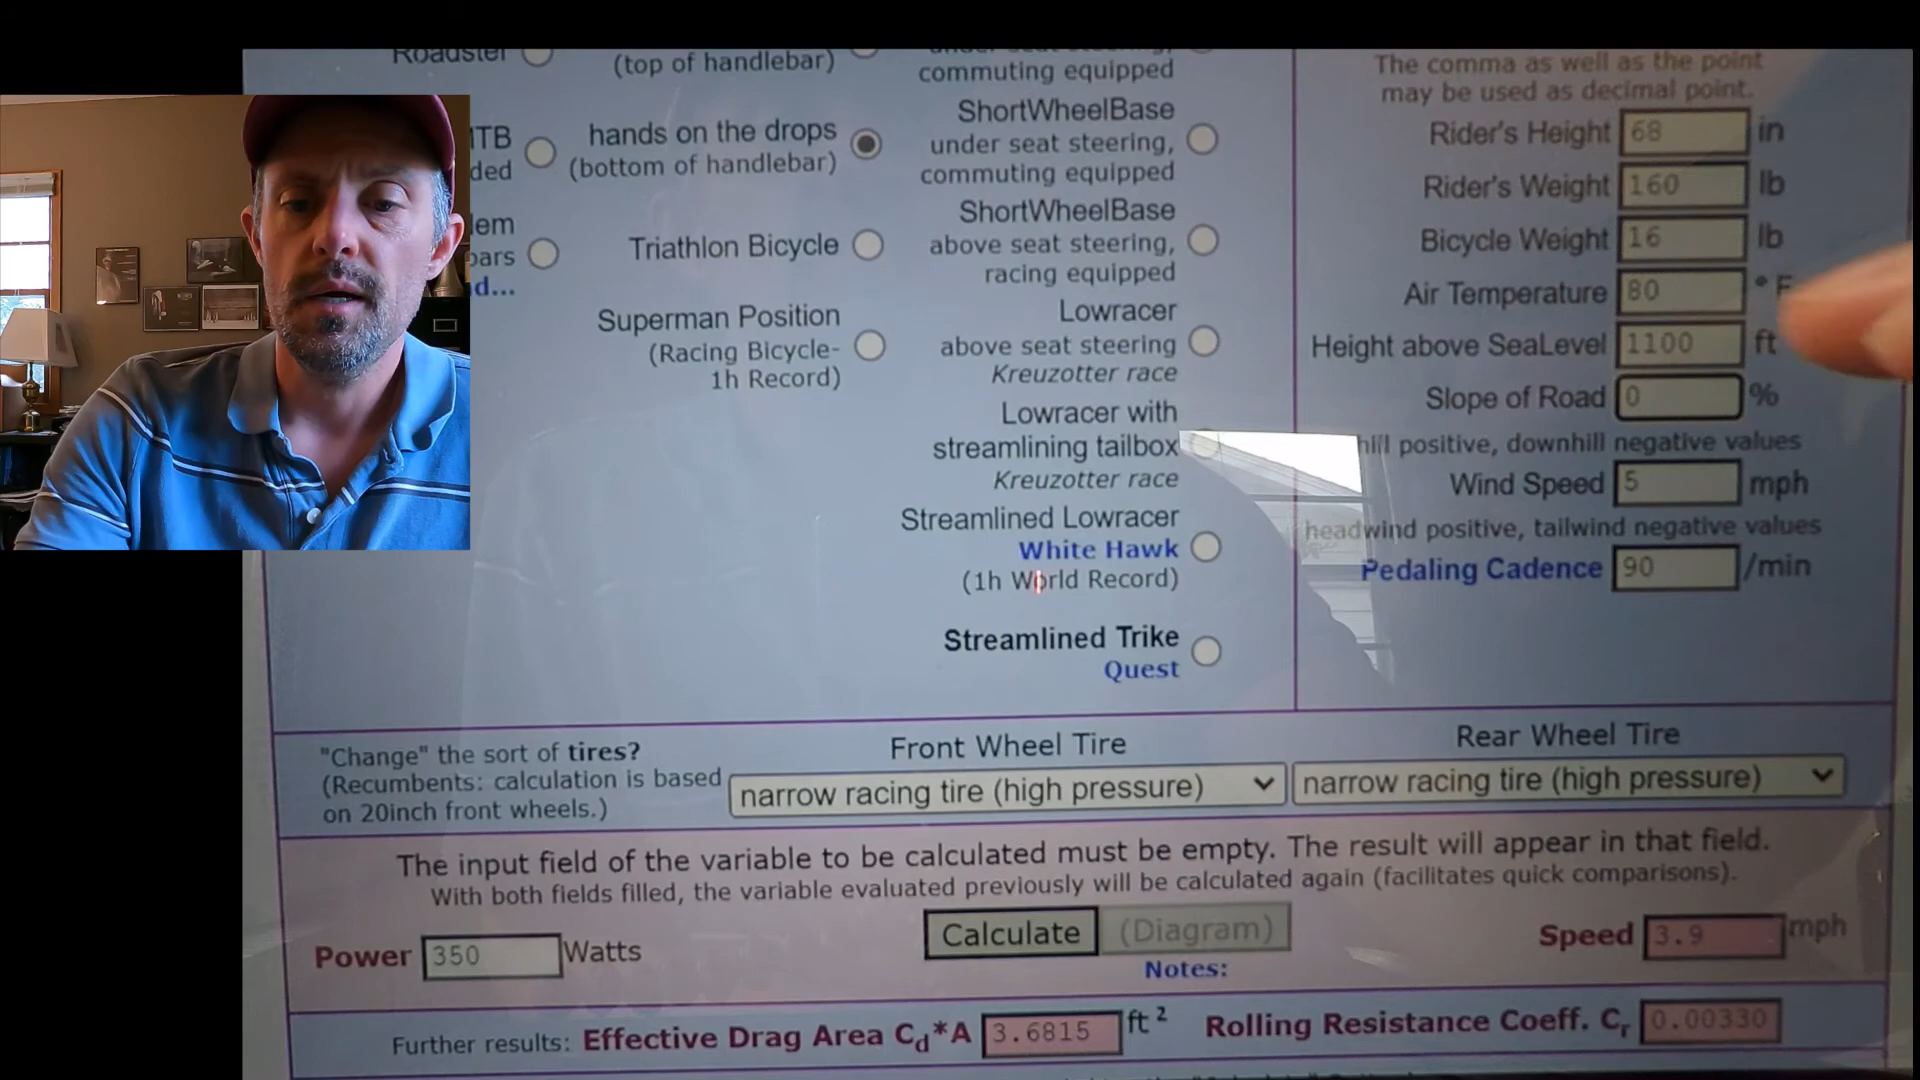 Roadster
(top of handlebar)
commuting equipped
ITB
ded
hands on the drops
(bottom of handlebar)
ShortWheelBase
under seat steering,
commuting equipped
em
bars
d...
Triathlon Bicycle
ShortWheelBase
above seat steering,
racing equipped
Superman Position
(Racing Bicycle-
1h Record)
Lowracer
above seat steering
Kreuzotter race
Lowracer with
streamlining tailbox
Kreuzotter race
Streamlined Lowracer
White Hawk
(1h World Record)
Streamlined Trike
Quest
The comma as well as the point
may be used as decimal point.
Rider's Height 68 in
Rider's Weight 160 lb
Bicycle Weight 16 lb
Air Temperature 80 ° F
Height above SeaLevel 1100 ft
Slope of Road 0 %
hill positive, downhill negative values
Wind Speed 5 mph
headwind positive, tailwind negative values
Pedaling Cadence 90 /min
"Change" the sort of tires?
(Recumbents: calculation is based
on 20inch front wheels.)
Front Wheel Tire
narrow racing tire (high pressure)
Rear Wheel Tire
narrow racing tire (high pressure)
The input field of the variable to be calculated must be empty. The result will appear in that field.
With both fields filled, the variable evaluated previously will be calculated again (facilitates quick comparisons).
Power 350 Watts
Calculate (Diagram)
Speed 3.9 mph
Notes:
Further results: Effective Drag Area Cd*A 3.6815 ft 2 Rolling Resistance Coeff. Cr 0.00330